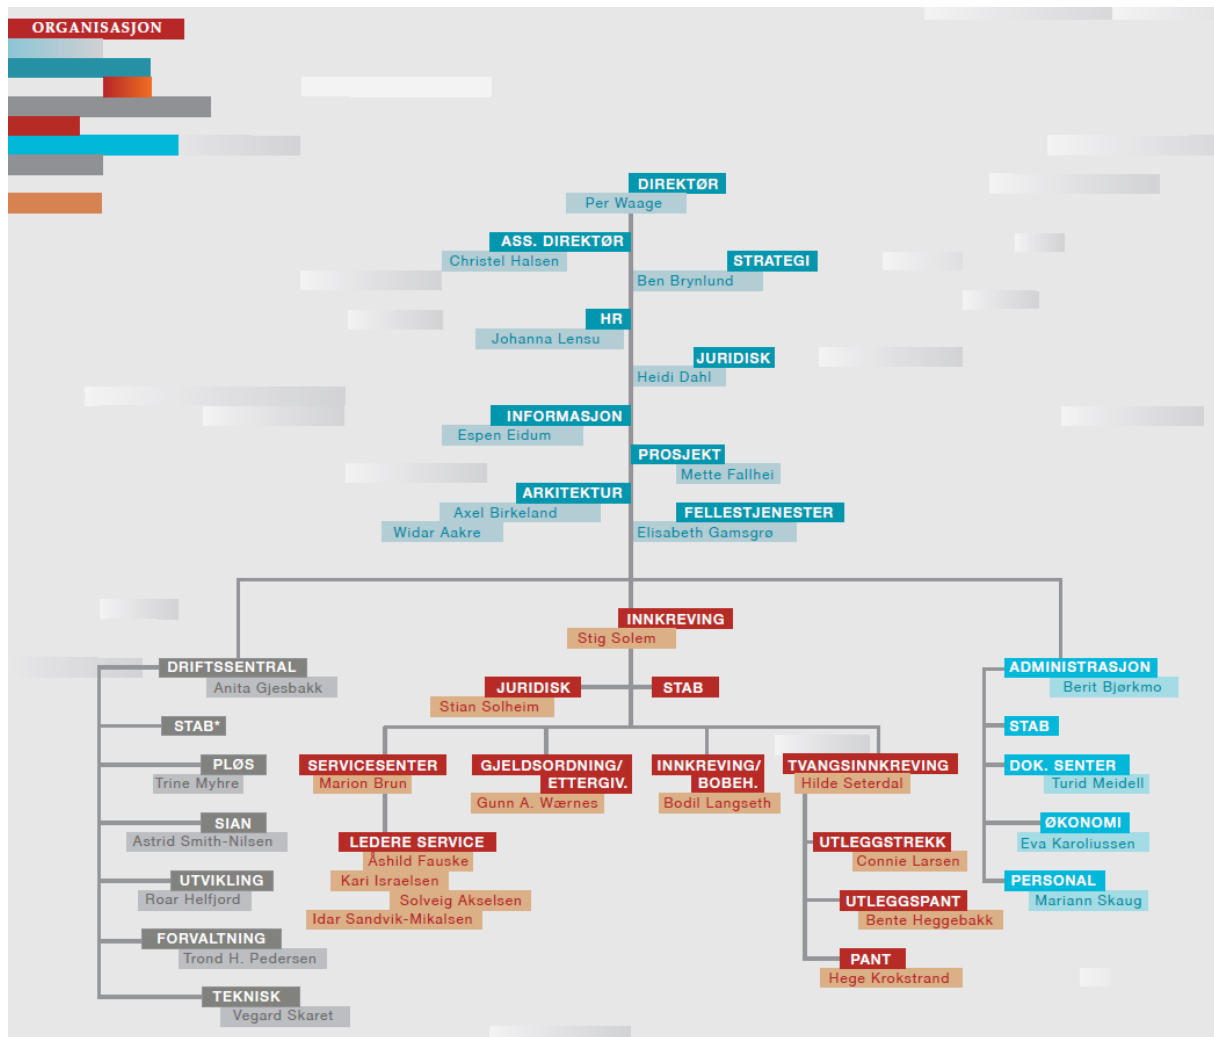 ORGANISASJON
DIREKTØR
Per Waage
ASS. DIREKTØR
Christel Halsen
STRATEGI
Ben Brynlund
HR
Johanna Lensu
JURIDISK
Heidi Dahl
INFORMASJON
Espen Eidum
PROSJEKT
Mette Fallhei
ARKITEKTUR
Axel Birkeland
Widar Aakre
FELLESTJENESTER
Elisabeth Gamsgrø
INNKREVING
Stig Solem
JURIDISK
Stian Solheim
STAB
DRIFTSSENTRAL
Anita Gjesbakk
STAB*
PLØS
Trine Myhre
SIAN
Astrid Smith-Nilsen
UTVIKLING
Roar Helfjord
FORVALTNING
Trond H. Pedersen
TEKNISK
Vegard Skaret
SERVICESENTER
Marion Brun
LEDERE SERVICE
Åshild Fauske
Kari Israelsen
Solveig Akselsen
Idar Sandvik-Mikalsen
GJELDSORDNING/
ETTERGIV.
Gunn A. Wærnes
INNKREVING/
BOBEH.
Bodil Langseth
TVANGSINNKREVING
Hilde Seterdal
UTLEGGSTREKK
Connie Larsen
UTLEGGSPANT
Bente Heggebakk
PANT
Hege Krokstrand
ADMINISTRASJON
Berit Bjørkmo
STAB
DOK. SENTER
Turid Meidell
ØKONOMI
Eva Karoliussen
PERSONAL
Mariann Skaug